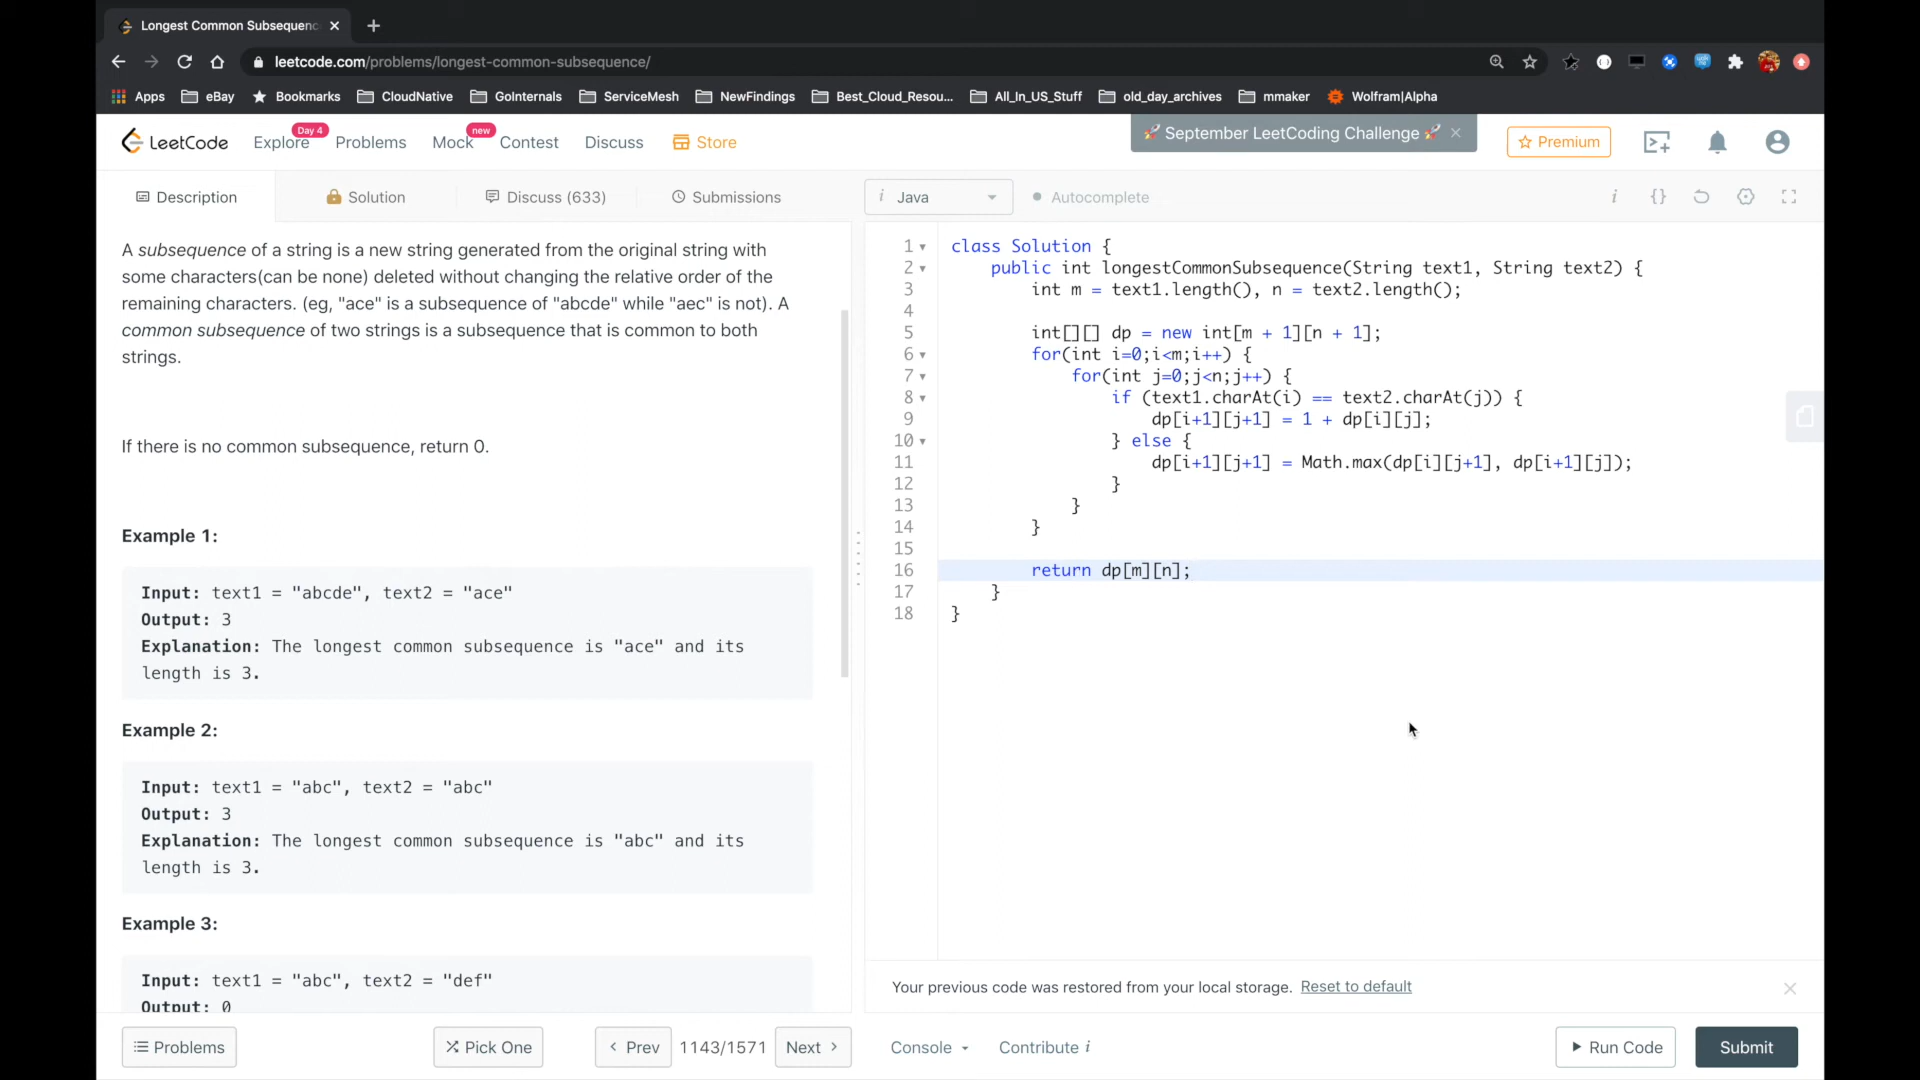 Longest Common Subsequenc
leetcode.com/problems/longest-common-subsequence/
Apps eBay Bookmarks CloudNative GoInternals ServiceMesh NewFindings Best_Cloud_Resou... All_In_US_Stuff old_day_archives mmaker Wolfram|Alpha
LeetCode Explore Day 4 Problems Mock new Contest Discuss Store 🚀 September LeetCoding Challenge 🚀 × Premium
Description Solution Discuss (633) Submissions
i Java Autocomplete i {}
A subsequence of a string is a new string generated from the original string with
some characters(can be none) deleted without changing the relative order of the
remaining characters. (eg, "ace" is a subsequence of "abcde" while "aec" is not). A
common subsequence of two strings is a subsequence that is common to both
strings.
If there is no common subsequence, return 0.
Example 1:
Input: text1 = "abcde", text2 = "ace"
Output: 3
Explanation: The longest common subsequence is "ace" and its
length is 3.
Example 2:
Input: text1 = "abc", text2 = "abc"
Output: 3
Explanation: The longest common subsequence is "abc" and its
length is 3.
Example 3:
Input: text1 = "abc", text2 = "def"
Output: 0
1 class Solution {
2 public int longestCommonSubsequence(String text1, String text2) {
3 int m = text1.length(), n = text2.length();
4
5 int[][] dp = new int[m + 1][n + 1];
6 for(int i=0;i<m;i++) {
7 for(int j=0;j<n;j++) {
8 if (text1.charAt(i) == text2.charAt(j)) {
9 dp[i+1][j+1] = 1 + dp[i][j];
10 } else {
11 dp[i+1][j+1] = Math.max(dp[i][j+1], dp[i+1][j]);
12 }
13 }
14 }
15
16 return dp[m][n];
17 }
18 }
Your previous code was restored from your local storage. Reset to default
Problems Pick One Prev 1143/1571 Next Console Contribute i Run Code Submit